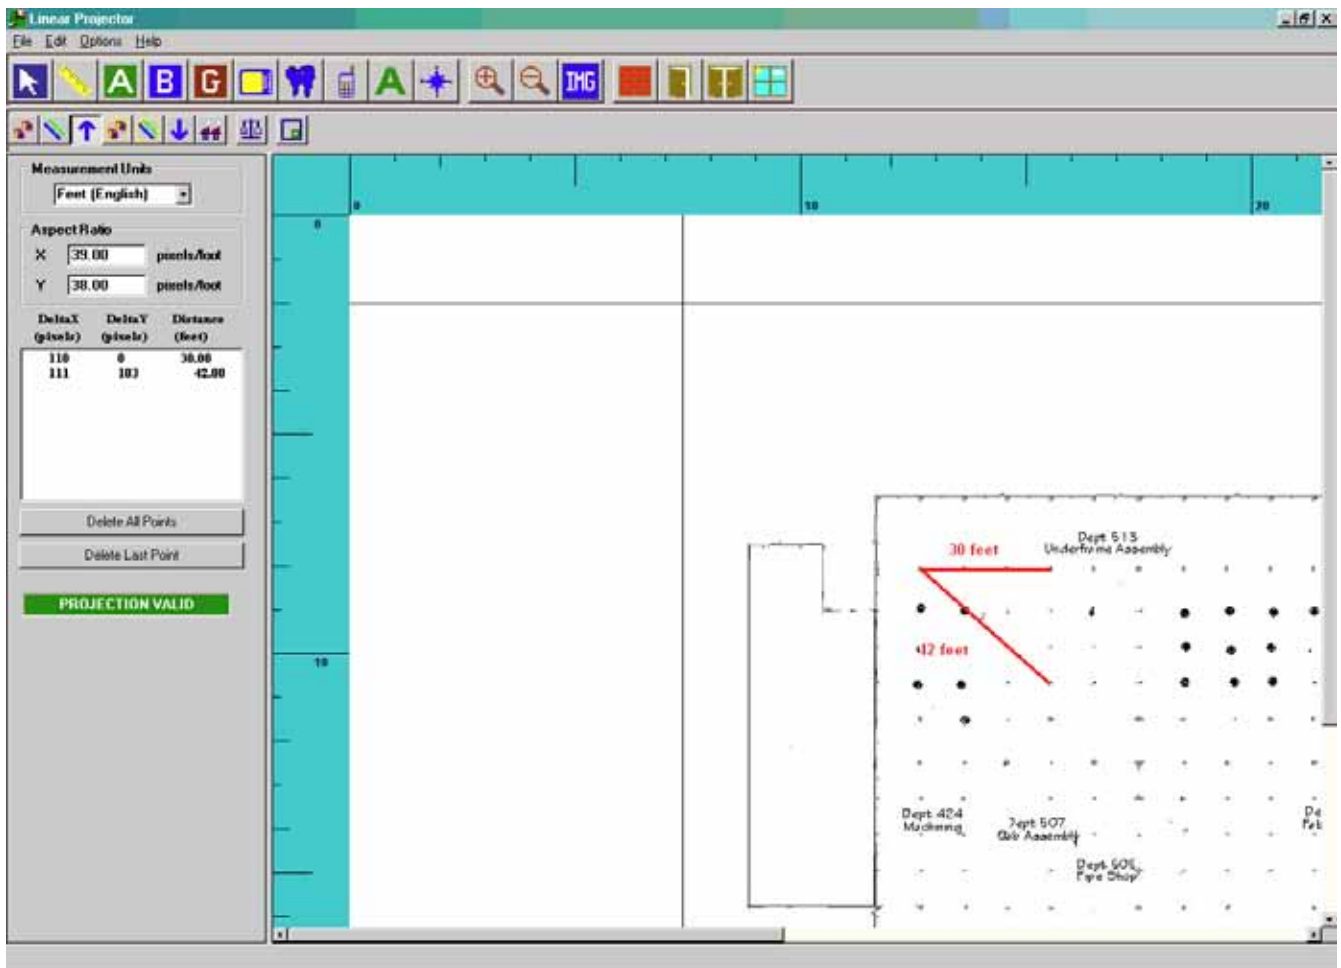 Linear Projector
File Edit Options Help
A B G A IMG
Measurement Units
Feet (English)
Aspect Ratio
X 39.00 pixels/foot
Y 38.00 pixels/foot
DeltaX DeltaY Distance
(pixels) (pixels) (feet)
110 0 30.00
111 103 42.00
Delete All Points
Delete Last Point
PROJECTION VALID
0 10 20
0
10
30 feet
Dept 513
Underframe Assembly
42 feet
Dept 424
Machining
Dept 507
Cab Assembly
Dept 505
Pipe Shop